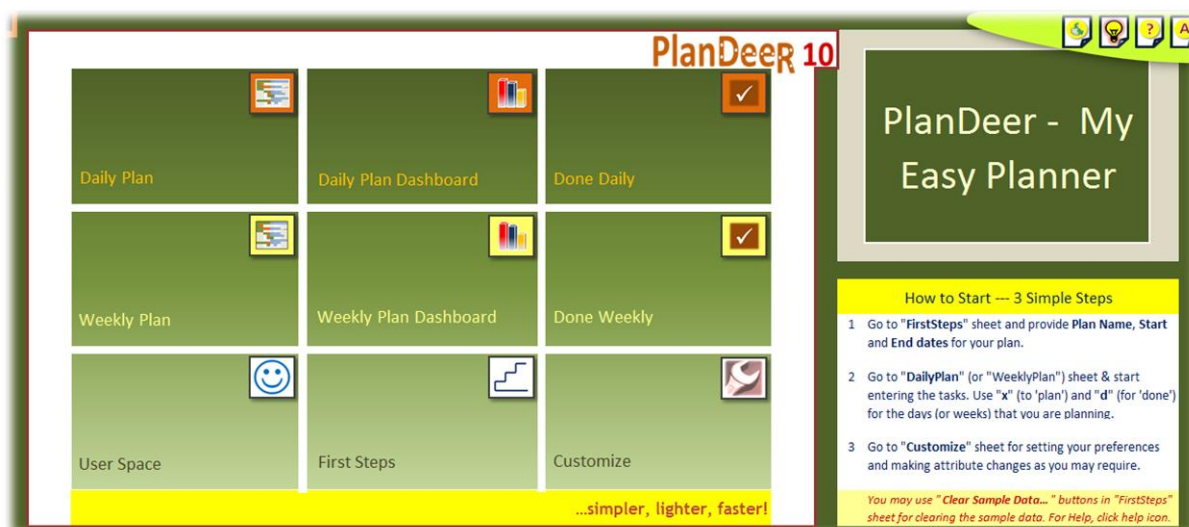 PlanDeeR 10
Daily Plan
Daily Plan Dashboard
Done Daily
Weekly Plan
Weekly Plan Dashboard
Done Weekly
User Space
First Steps
Customize
...simpler, lighter, faster!
?
A
PlanDeer - My
Easy Planner
How to Start --- 3 Simple Steps
1 Go to "FirstSteps" sheet and provide Plan Name, Start
and End dates for your plan.
2 Go to "DailyPlan" (or "WeeklyPlan") sheet & start
entering the tasks. Use "x" (to 'plan') and "d" (for 'done')
for the days (or weeks) that you are planning.
3 Go to "Customize" sheet for setting your preferences
and making attribute changes as you may require.
You may use "Clear Sample Data..." buttons in "FirstSteps"
sheet for clearing the sample data. For Help, click help icon.